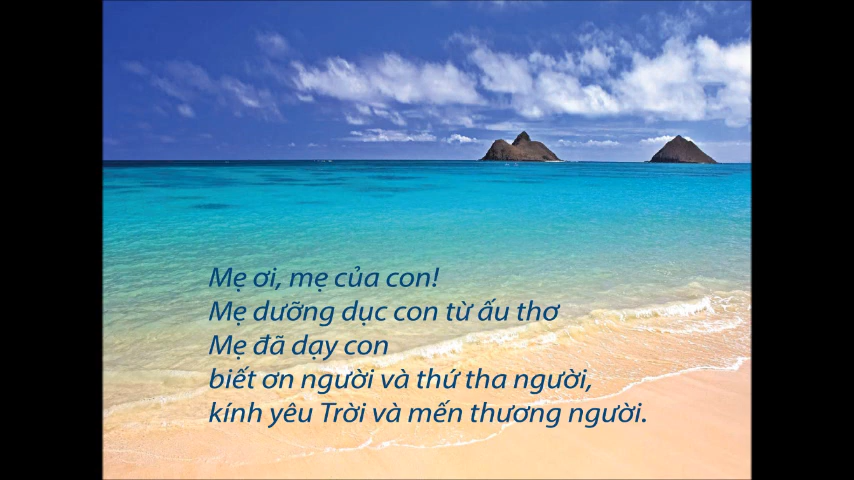 Mẹ ơi, mẹ của con!
Mẹ dưỡng dục con từ ấu thơ
Mẹ đã dạy con
biết ơn người và thứ tha người,
kính yêu Trời và mến thương người.